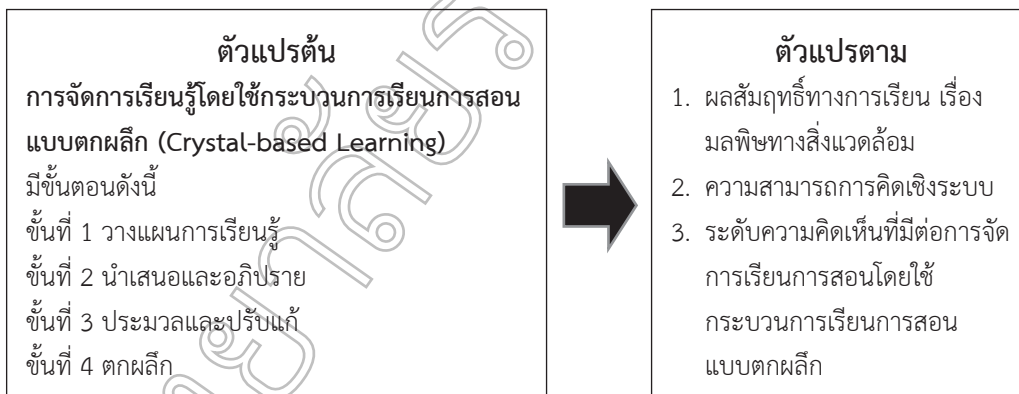 ตัวแปรต้น
การจัดการเรียนรู้โดยใช้กระบวนการเรียนการสอน
แบบตกผลึก (Crystal-based Learning)
มีขั้นตอนดังนี้
ขั้นที่ 1 วางแผนการเรียนรู้
ขั้นที่ 2 นำเสนอและอภิปราย
ขั้นที่ 3 ประมวลและปรับแก้
ขั้นที่ 4 ตกผลึก
ตัวแปรตาม
1. ผลสัมฤทธิ์ทางการเรียน เรื่อง
มลพิษทางสิ่งแวดล้อม
2. ความสามารถการคิดเชิงระบบ
3. ระดับความคิดเห็นที่มีต่อการจัด
การเรียนการสอนโดยใช้
กระบวนการเรียนการสอน
แบบตกผลึก